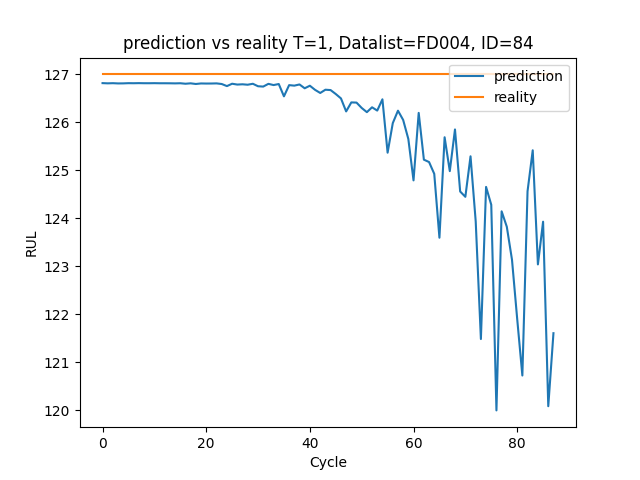 prediction vs reality T=1, Datalist=FD004, ID=84
prediction
reality
127
126
125
124
123
122
121
120
RUL
0
20
40
60
80
Cycle